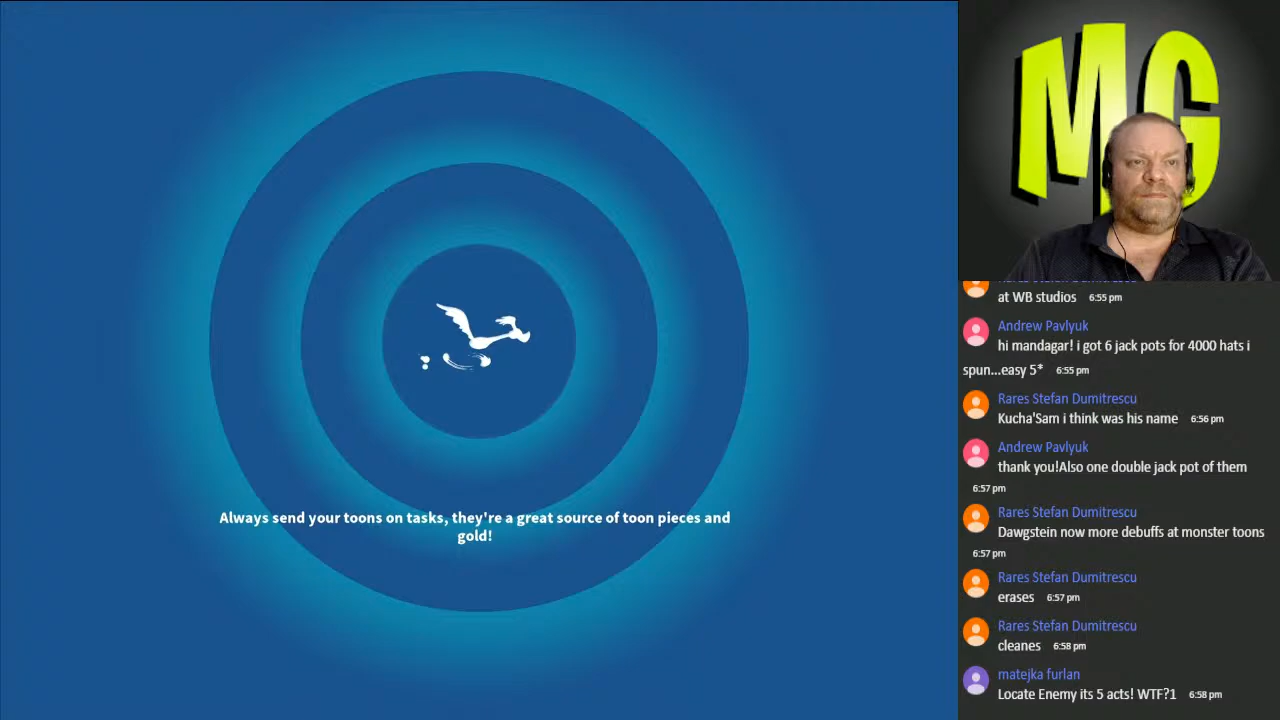 MG
Always send your toons on tasks, they're a great source of toon pieces and
gold!
at WB studios 6:55 pm
Andrew Pavlyuk
hi mandagar! i got 6 jack pots for 4000 hats i
spun...easy 5* 6:55 pm
Rares Stefan Dumitrescu
Kucha'Sam i think was his name 6:56 pm
Andrew Pavlyuk
thank you!Also one double jack pot of them
6:57 pm
Rares Stefan Dumitrescu
Dawgstein now more debuffs at monster toons
6:57 pm
Rares Stefan Dumitrescu
erases 6:57 pm
Rares Stefan Dumitrescu
cleanes 6:58 pm
matejka furlan
Locate Enemy its 5 acts! WTF?1 6:58 pm